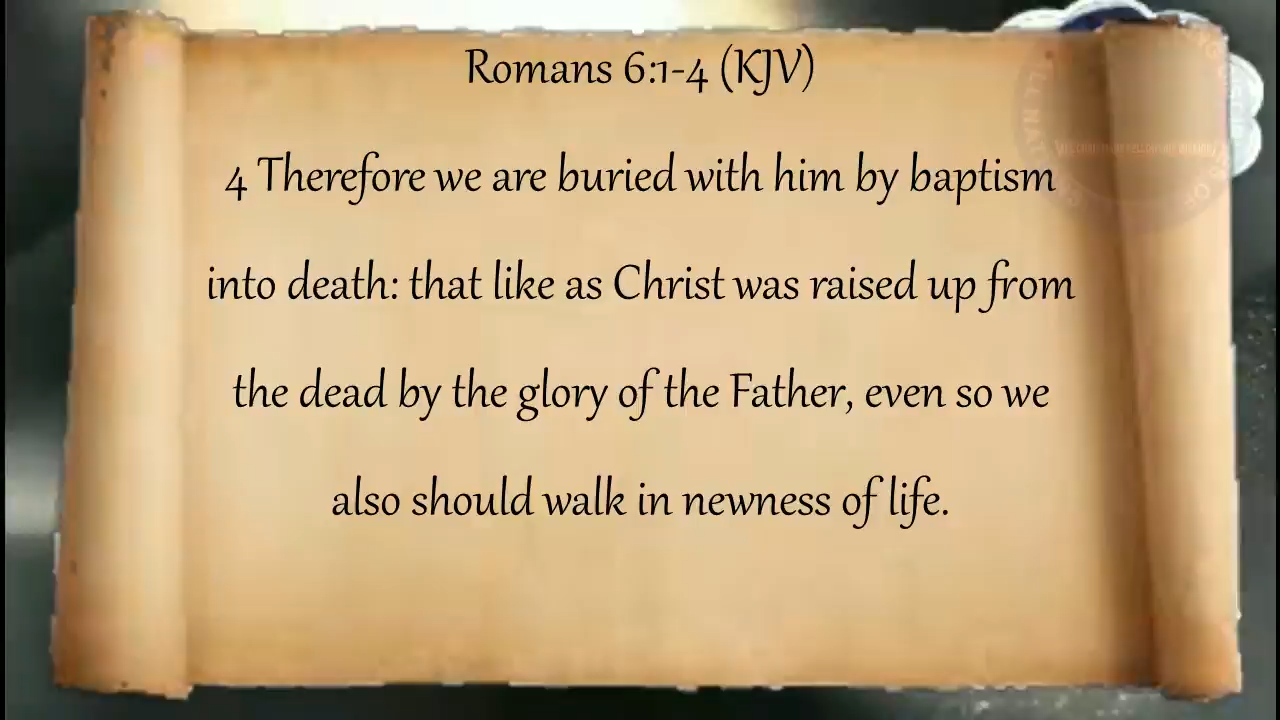 Romans 6:1-4 (KJV)
4 Therefore we are buried with him by baptism
into death: that like as Christ was raised up from
the dead by the glory of the Father, even so we
also should walk in newness of life.